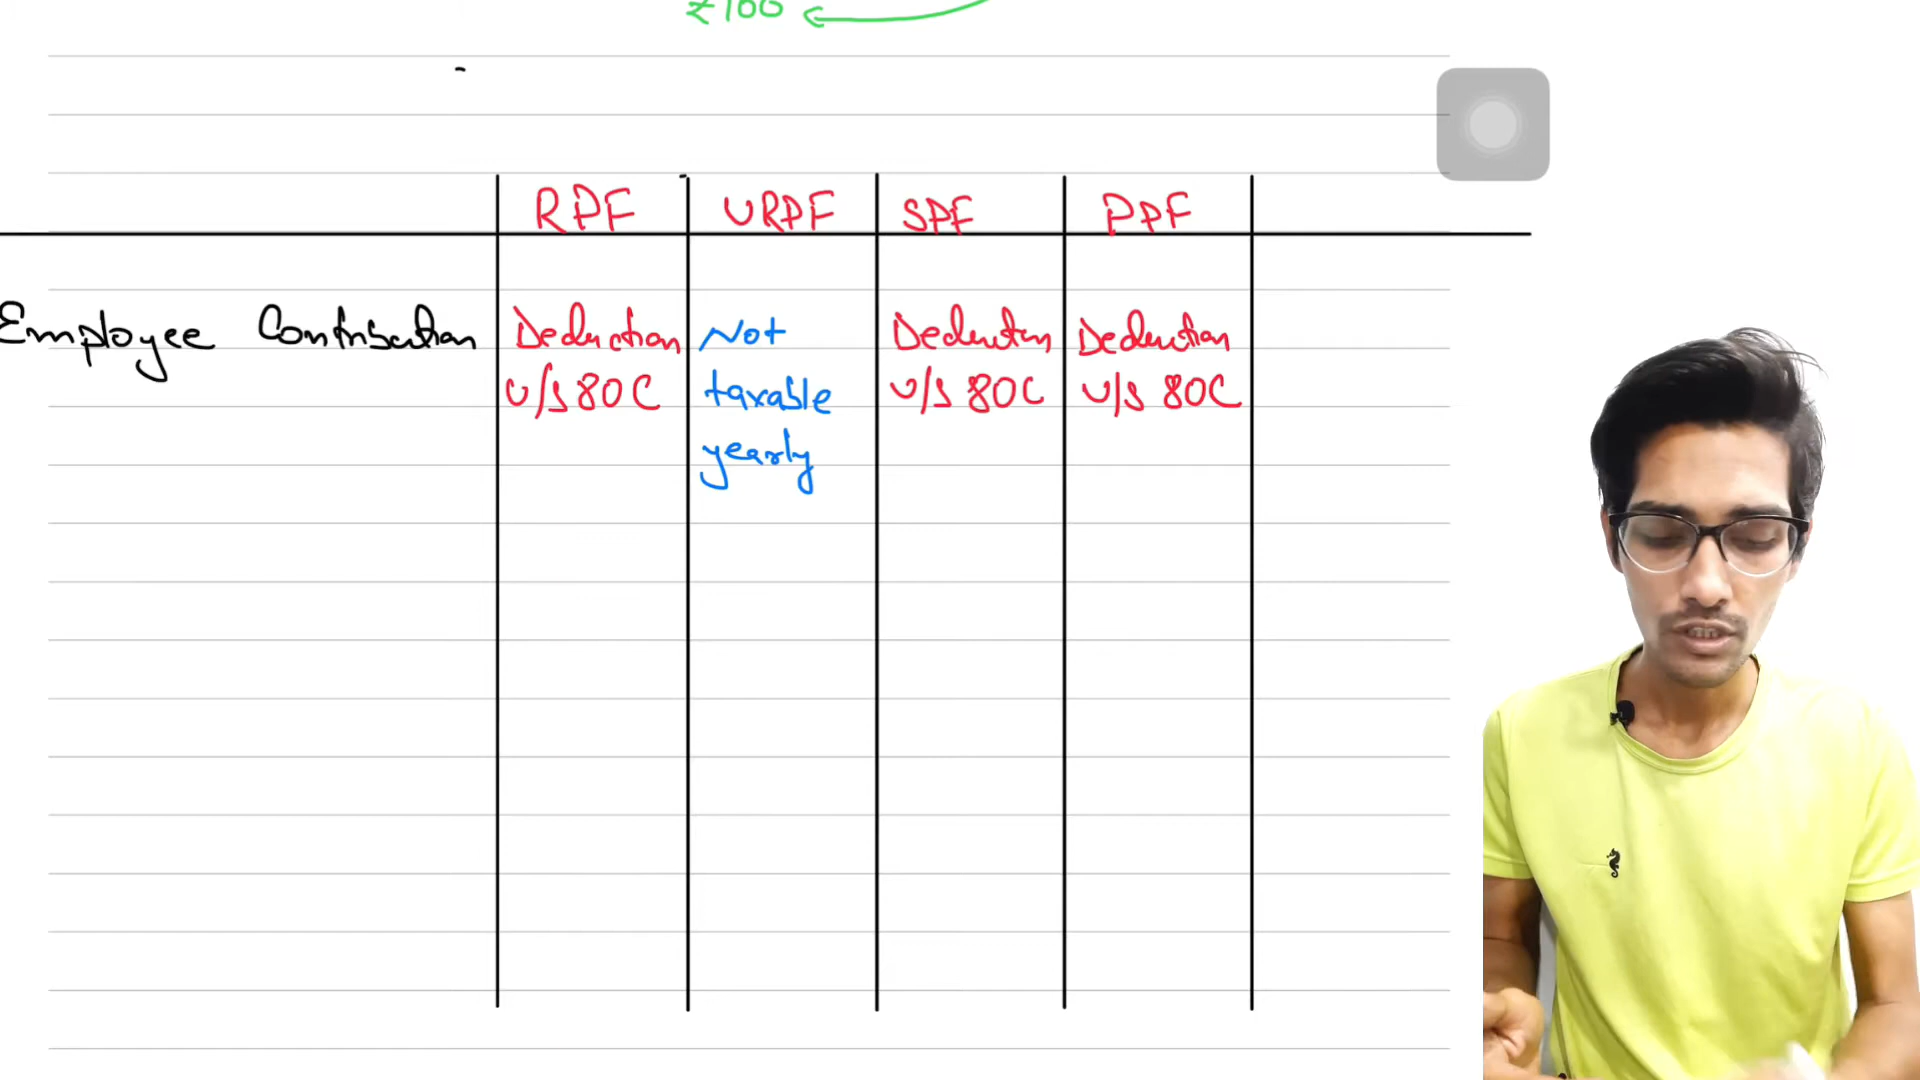 ₹100
RPF URPF SPF PPF
Employee Contribution Deduction Not Deduction Deduction
u/s 80C taxable u/s 80C u/s 80C
yearly